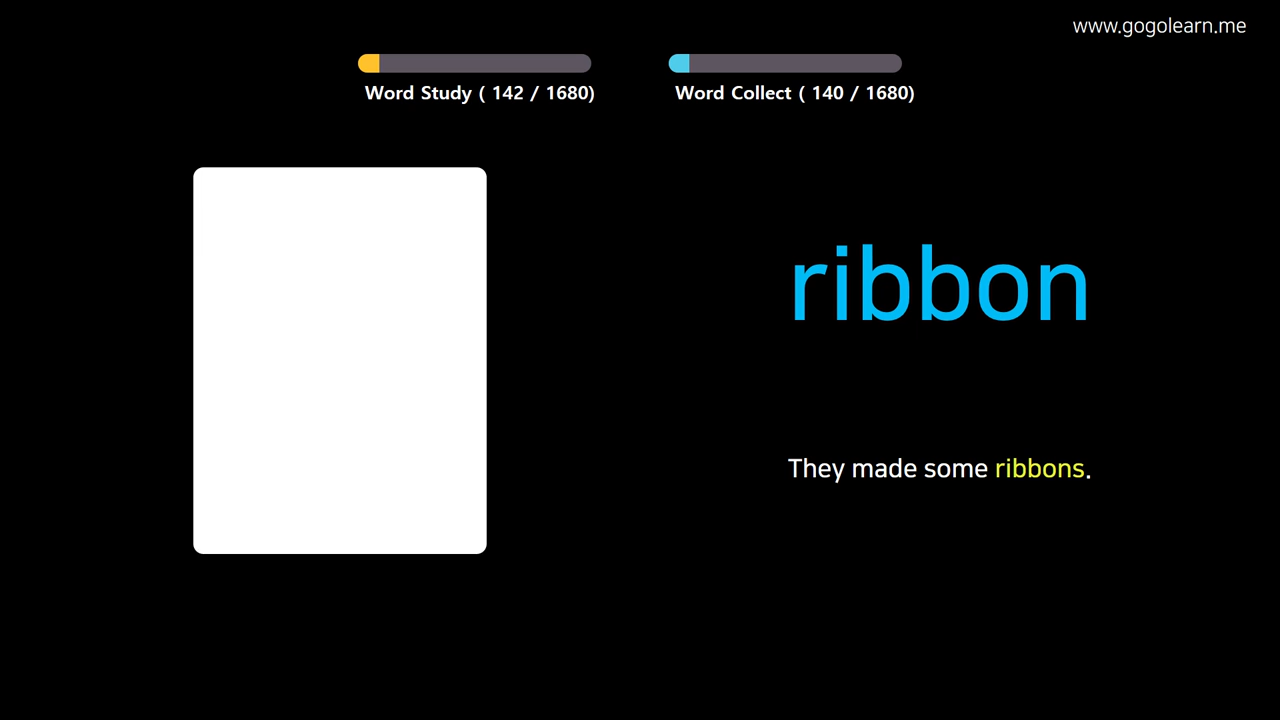 www.gogolearn.me
Word Study ( 142 / 1680)
Word Collect ( 140 / 1680)
ribbon
They made some ribbons.